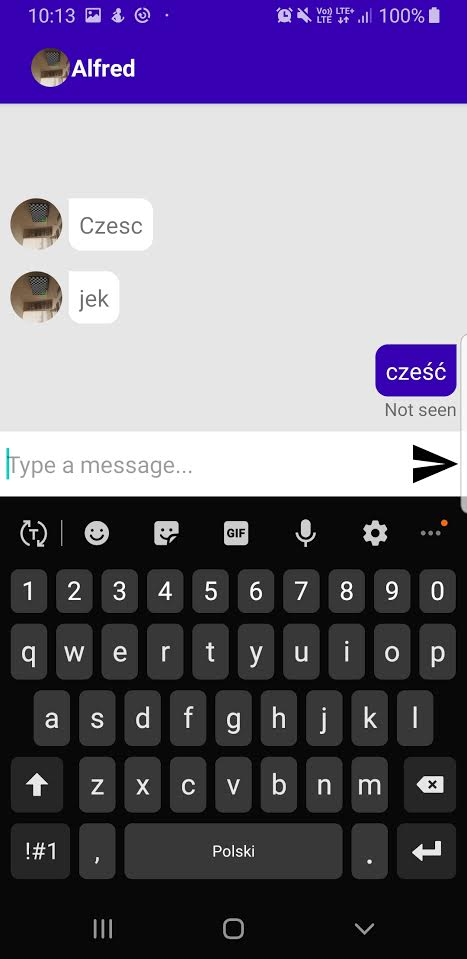 10:13
Vo)) LTE LTE+ 100%
Alfred
Czesc
jek
cześć
Not seen
Type a message...
T GIF
1 2 3 4 5 6 7 8 9 0
q w e r t y u i o p
a s d f g h j k l
z x c v b n m
!#1 , Polski .